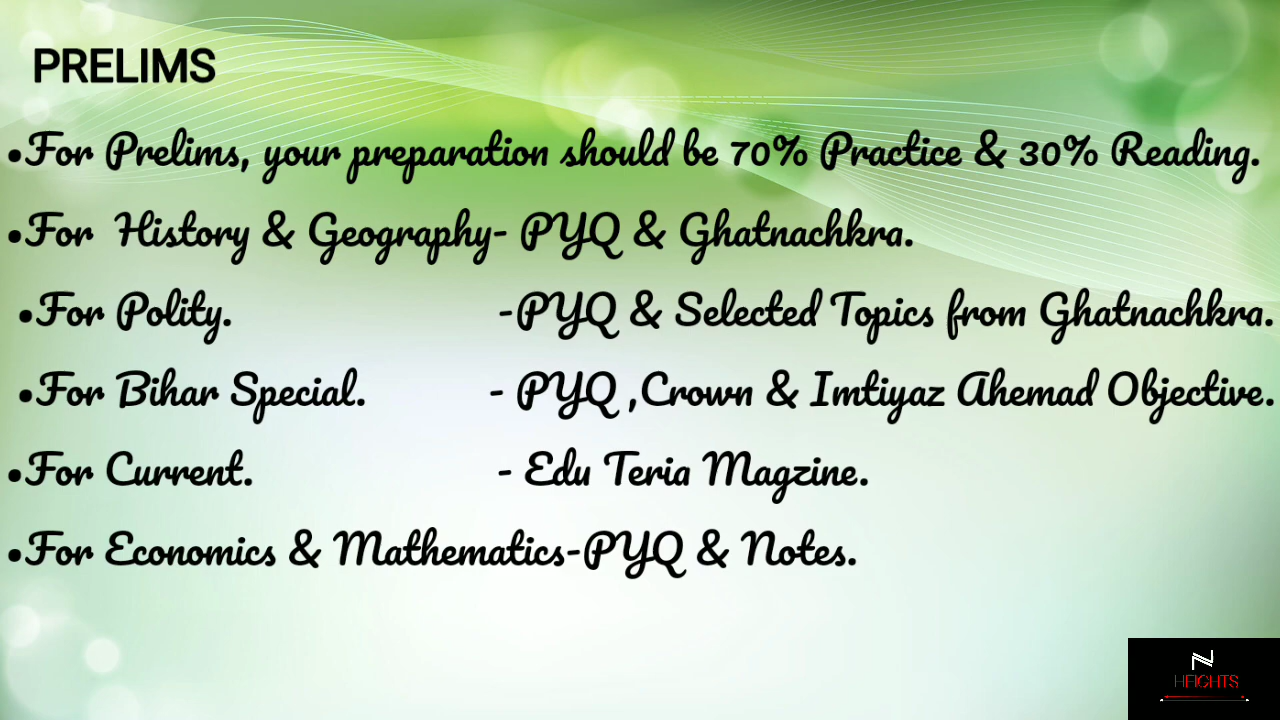 PRELIMS
•For Prelims, your preparation should be 70% Practice & 30% Reading.
•For History & Geography- PYQ & Ghatnachkra.
•For Polity. -PYQ & Selected Topics from Ghatnachkra.
•For Bihar Special. - PYQ ,Crown & Imtiyaz Ahemad Objective.
•For Current. - Edu Teria Magzine.
•For Economics & Mathematics-PYQ & Notes.
N
HEIGHTS